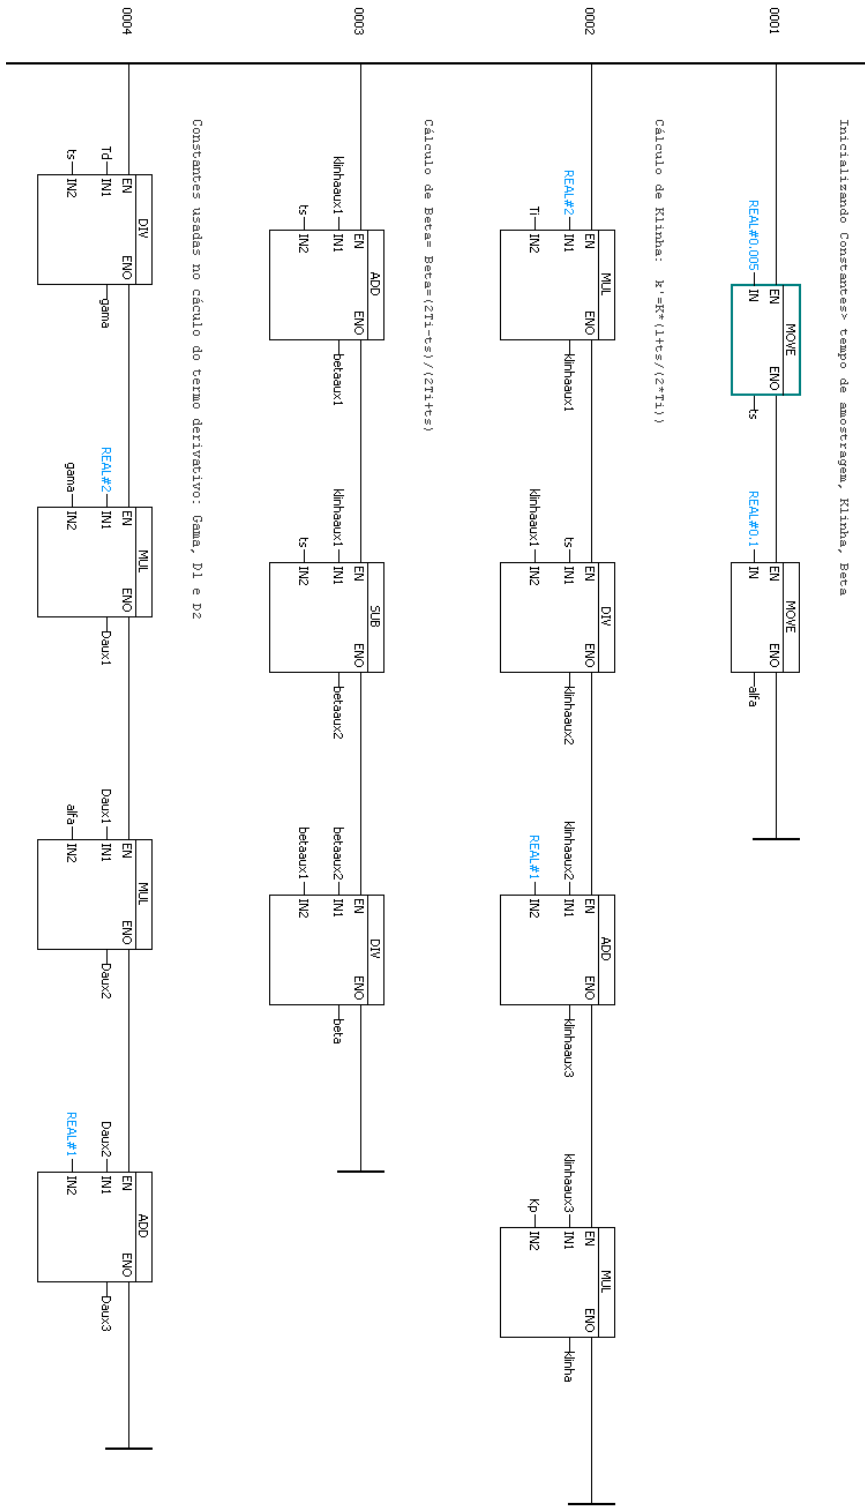 0001
Inicializando Constantes> tempo de amostragem, Klinha, Beta
MOVE
EN ENO
REAL#0.005 IN ts
MOVE
EN ENO
REAL#0.1 IN alfa
0002
Cálculo de Klinha: k'=K*(1+ts/(2*Ti))
MUL
EN ENO
REAL#2 IN1 klinhaaux1
Ti IN2
DIV
EN ENO
ts IN1 klinhaaux2
klinhaaux1 IN2
ADD
EN ENO
klinhaaux2 IN1 klinhaaux3
REAL#1 IN2
MUL
EN ENO
klinhaaux3 IN1 klinha
Kp IN2
0003
Cálculo de Beta= Beta=(2Ti-ts)/(2Ti+ts)
ADD
EN ENO
klinhaaux1 IN1 betaaux1
ts IN2
SUB
EN ENO
klinhaaux1 IN1 betaaux2
ts IN2
DIV
EN ENO
betaaux2 IN1 beta
betaaux1 IN2
0004
Constantes usadas no cáculo do termo derivativo: Gama, D1 e D2
DIV
EN ENO
Td IN1 gama
ts IN2
MUL
EN ENO
REAL#2 IN1 Daux1
gama IN2
MUL
EN ENO
Daux1 IN1 Daux2
alfa IN2
ADD
EN ENO
Daux2 IN1 Daux3
REAL#1 IN2